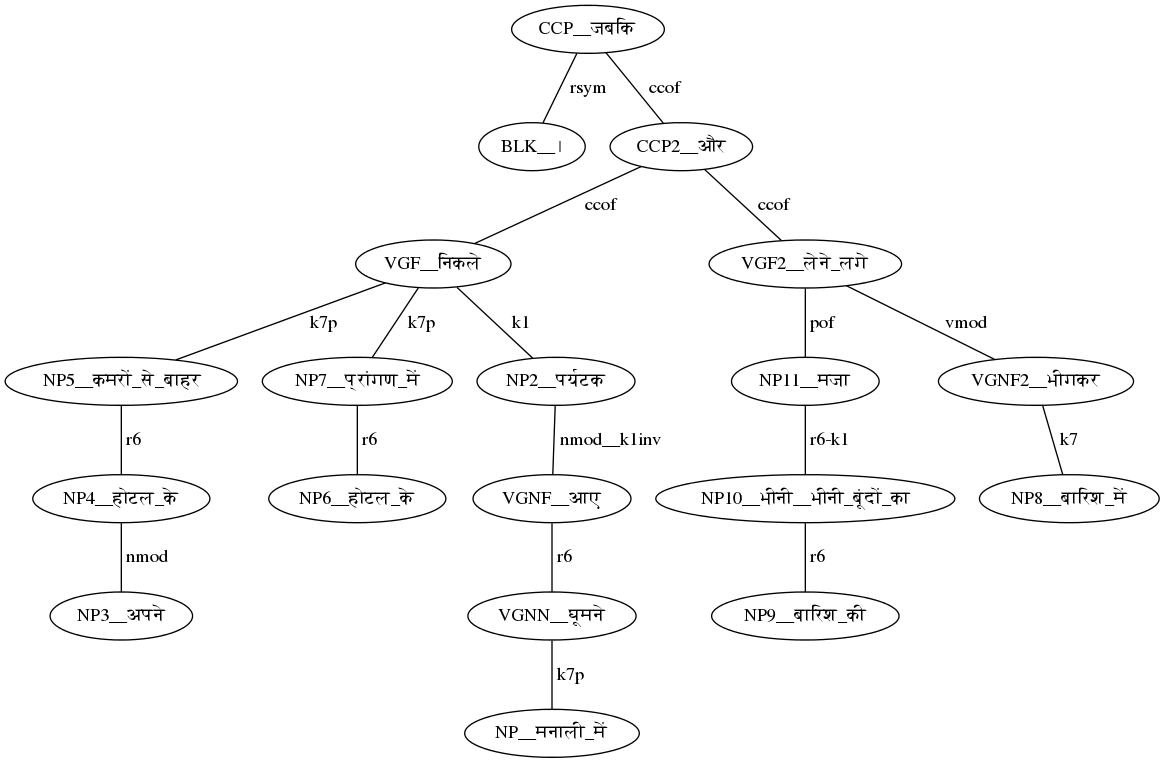 CCP__जबकि
rsym ccof
BLK__। CCP2__और
ccof ccof
VGF__निकले VGF2__लेने_लगे
k7p k7p k1 pof vmod
NP5__कमरों_से_बाहर NP7__प्रांगण_में NP2__पर्यटक NP11__मजा VGNF2__भीगकर
r6 r6 nmod__k1inv r6-k1 k7
NP4__होटल_के NP6__होटल_के VGNF__आए NP10__भीनी__भीनी_बूंदों_का NP8__बारिश_में
nmod r6 r6
NP3__अपने VGNN__घूमने NP9__बारिश_की
k7p
NP__मनाली_में